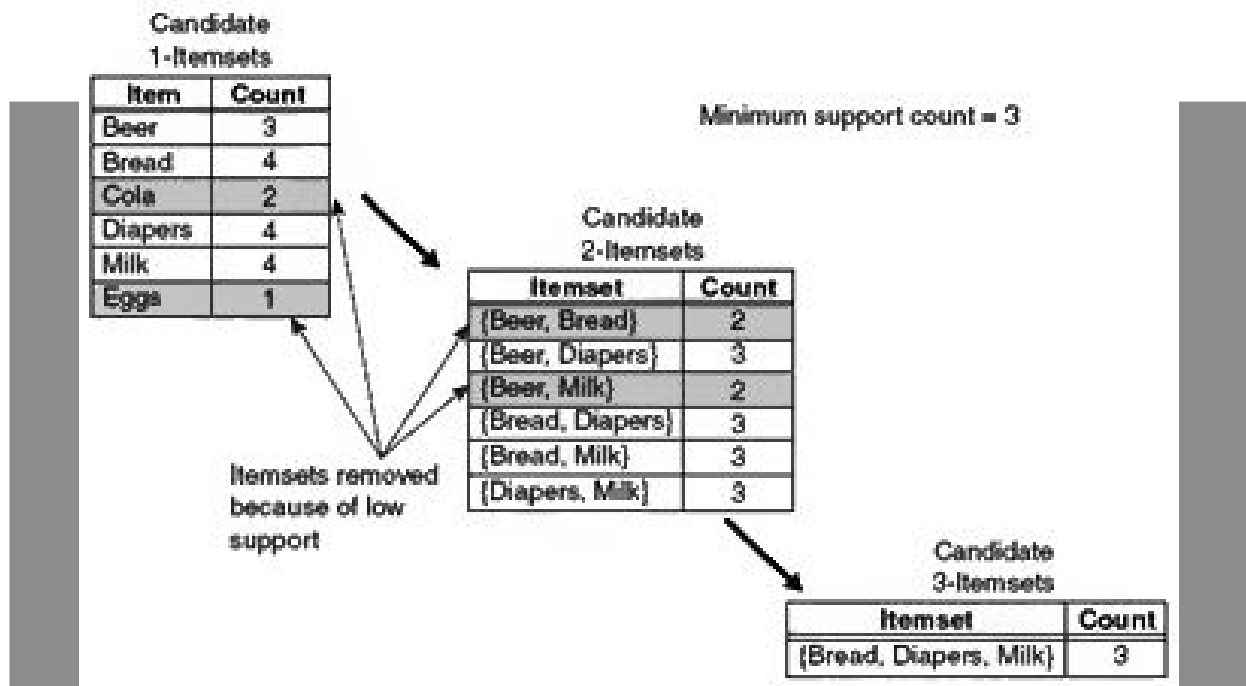 Candidate
1-Itemsets
Item Count
Beer 3
Bread 4
Cola 2
Diapers 4
Milk 4
Eggs 1
Minimum support count = 3
Candidate
2-Itemsets
Itemset Count
{Beer, Bread} 2
{Beer, Diapers} 3
{Beer, Milk} 2
{Bread, Diapers} 3
{Bread, Milk} 3
{Diapers, Milk} 3
Itemsets removed
because of low
support
Candidate
3-Itemsets
Itemset Count
{Bread, Diapers, Milk} 3